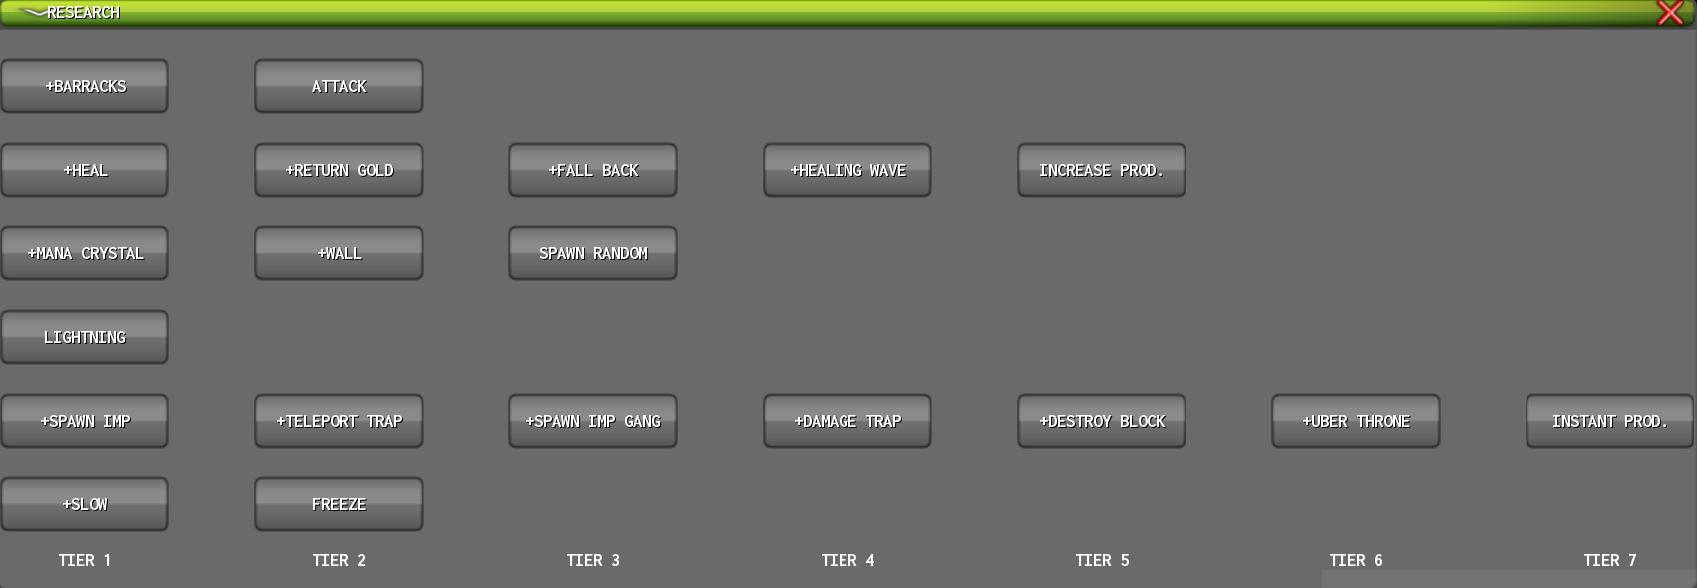 RESEARCH
+BARRACKS ATTACK
+HEAL +RETURN GOLD +FALL BACK +HEALING WAVE INCREASE PROD.
+MANA CRYSTAL +WALL SPAWN RANDOM
LIGHTNING
+SPAWN IMP +TELEPORT TRAP +SPAWN IMP GANG +DAMAGE TRAP +DESTROY BLOCK +UBER THRONE INSTANT PROD.
+SLOW FREEZE
TIER 1 TIER 2 TIER 3 TIER 4 TIER 5 TIER 6 TIER 7